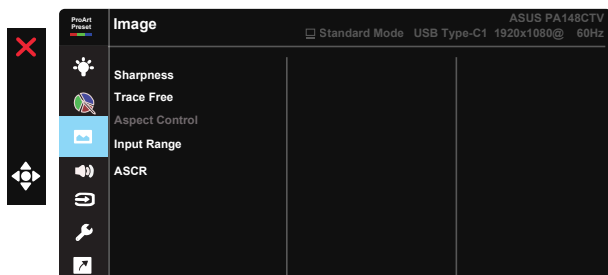 ProArt
Preset
Image
ASUS PA148CTV
Standard Mode USB Type-C1 1920x1080@ 60Hz
Sharpness
Trace Free
Aspect Control
Input Range
ASCR